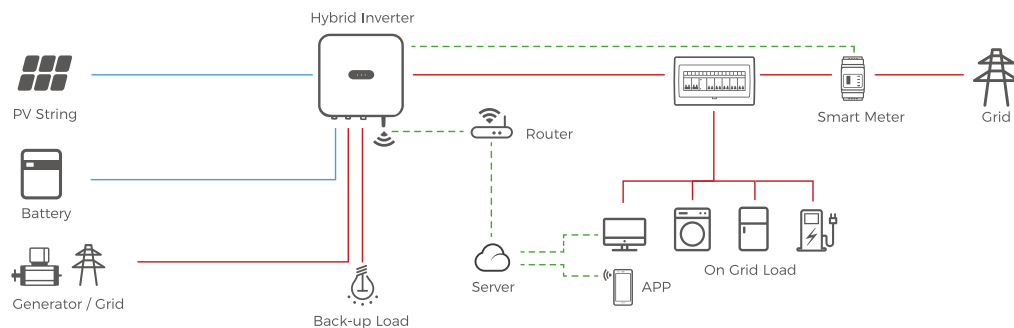 Hybrid Inverter
PV String
Smart Meter
Grid
Router
Battery
On Grid Load
Server
APP
Generator / Grid
Back-up Load